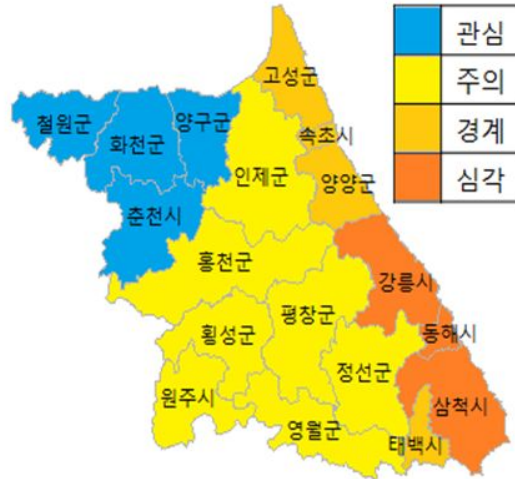 관심
주의
경계
심각
고성군
철원군
화천군
양구군
속초시
인제군
양양군
춘천시
홍천군
강릉시
평창군
횡성군
동해시
정선군
원주시
삼척시
영월군
태백시